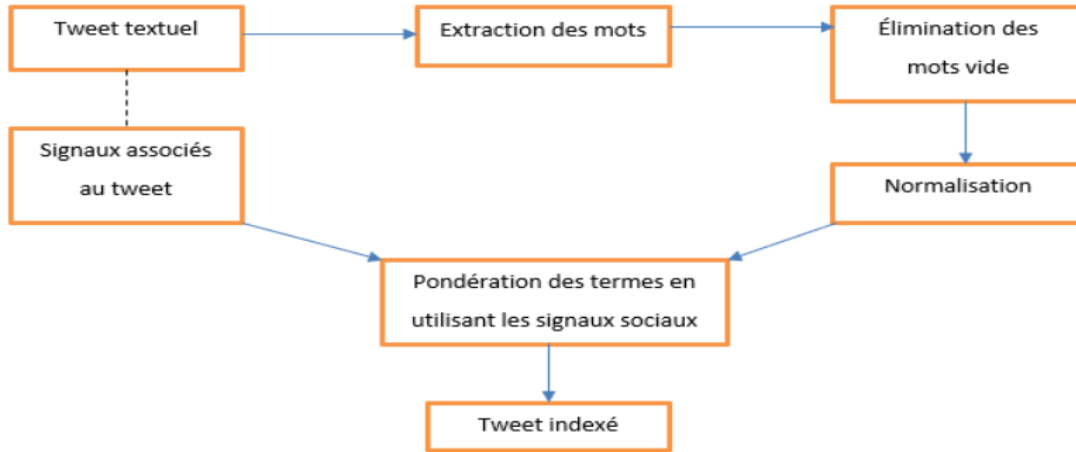 Tweet textuel
Extraction des mots
Élimination des
mots vide
Signaux associés
au tweet
Normalisation
Pondération des termes en
utilisant les signaux sociaux
Tweet indexé